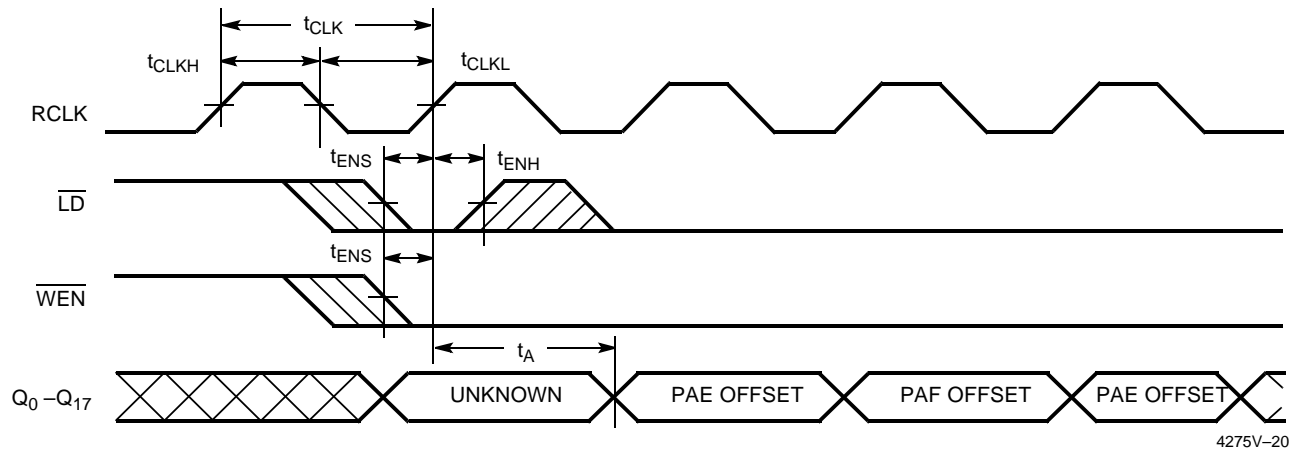 tCLK
tCLKH
tCLKL
RCLK
tENS
tENH
LD
tENS
WEN
tA
Q0 –Q17
UNKNOWN
PAE OFFSET
PAF OFFSET
PAE OFFSET
4275V–20